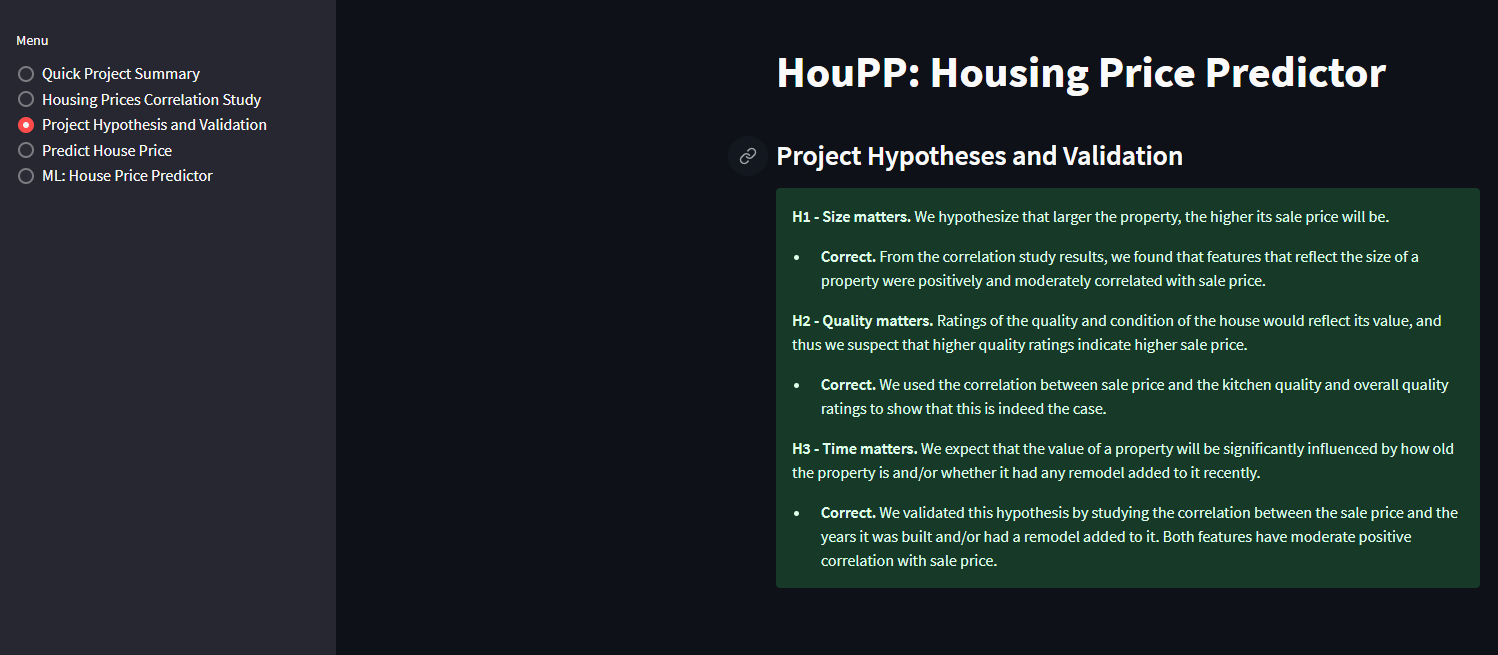 Menu
Quick Project Summary
Housing Prices Correlation Study
Project Hypothesis and Validation
Predict House Price
ML: House Price Predictor
HouPP: Housing Price Predictor
Project Hypotheses and Validation
H1 - Size matters. We hypothesize that larger the property, the higher its sale price will be.
• Correct. From the correlation study results, we found that features that reflect the size of a
property were positively and moderately correlated with sale price.
H2 - Quality matters. Ratings of the quality and condition of the house would reflect its value, and
thus we suspect that higher quality ratings indicate higher sale price.
• Correct. We used the correlation between sale price and the kitchen quality and overall quality
ratings to show that this is indeed the case.
H3 - Time matters. We expect that the value of a property will be significantly influenced by how old
the property is and/or whether it had any remodel added to it recently.
• Correct. We validated this hypothesis by studying the correlation between the sale price and the
years it was built and/or had a remodel added to it. Both features have moderate positive
correlation with sale price.